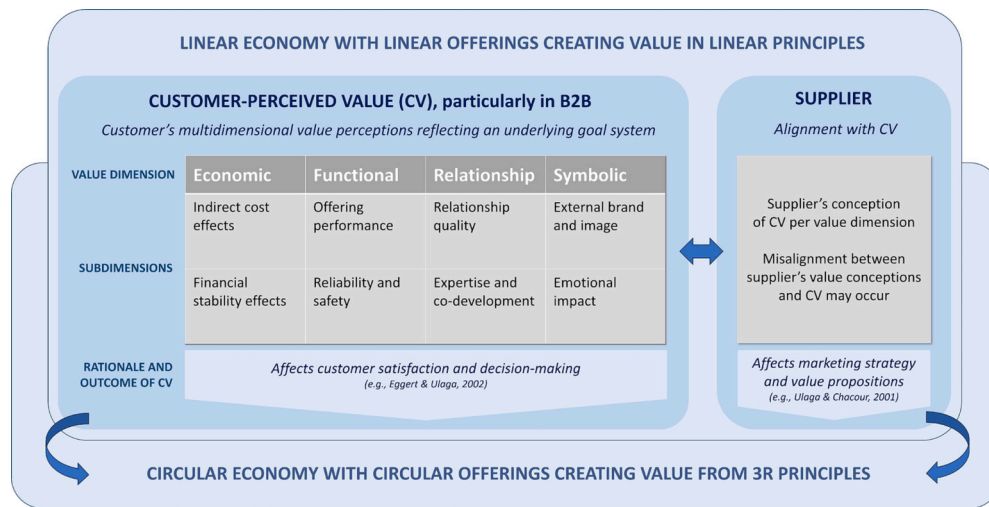 LINEAR ECONOMY WITH LINEAR OFFERINGS CREATING VALUE IN LINEAR PRINCIPLES
CUSTOMER-PERCEIVED VALUE (CV), particularly in B2B
Customer's multidimensional value perceptions reflecting an underlying goal system
VALUE DIMENSION
Economic
Functional
Relationship
Symbolic
SUBDIMENSIONS
Indirect cost
effects
Offering
performance
Relationship
quality
External brand
and image
Financial
stability effects
Reliability and
safety
Expertise and
co-development
Emotional
impact
RATIONALE AND
OUTCOME OF CV
Affects customer satisfaction and decision-making
(e.g., Eggert & Ulaga, 2002)
SUPPLIER
Alignment with CV
Supplier's conception
of CV per value dimension
Misalignment between
supplier's value conceptions
and CV may occur
Affects marketing strategy
and value propositions
(e.g., Ulaga & Chacour, 2001)
CIRCULAR ECONOMY WITH CIRCULAR OFFERINGS CREATING VALUE FROM 3R PRINCIPLES